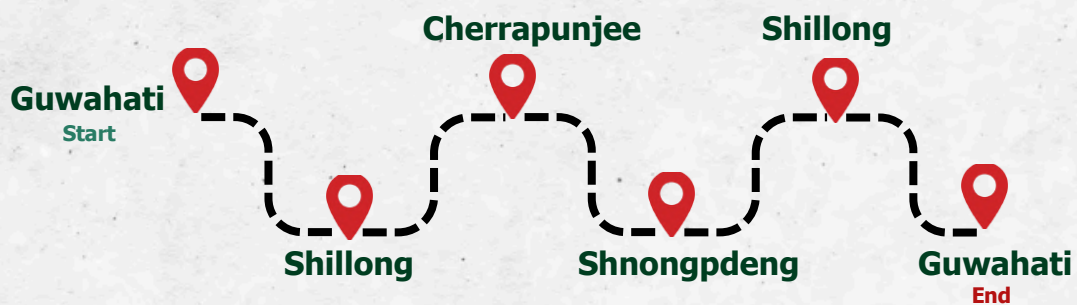 Guwahati
Start
Shillong
Cherrapunjee
Shnongpdeng
Shillong
Guwahati
End